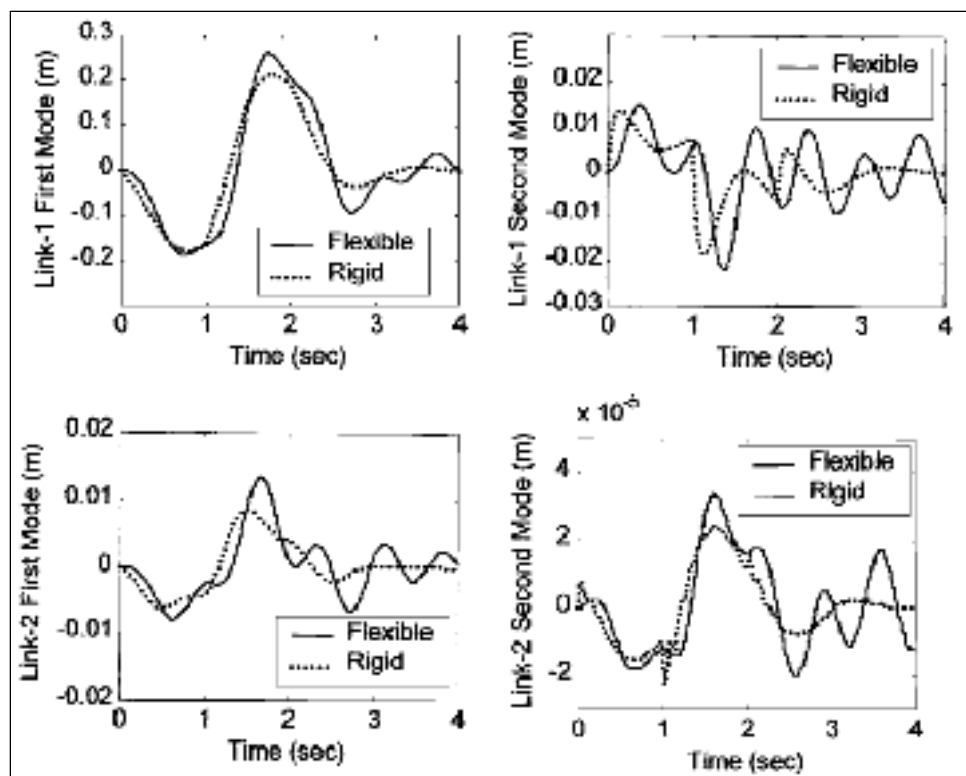 Link-1 First Mode (m)
0.3
0.2
0.1
0
-0.1
-0.2
Flexible
Rigid
0 1 2 3 4
Time (sec)
Link-1 Second Mode (m)
0.02
0.01
0
-0.01
-0.02
-0.03
Flexible
Rigid
0 1 2 3 4
Time (sec)
Link-2 First Mode (m)
0.02
0.01
0
-0.01
-0.02
Flexible
Rigid
0 1 2 3 4
Time (sec)
Link-2 Second Mode (m)
4
2
0
-2
Flexible
Rigid
0 1 2 3 4
Time (sec)